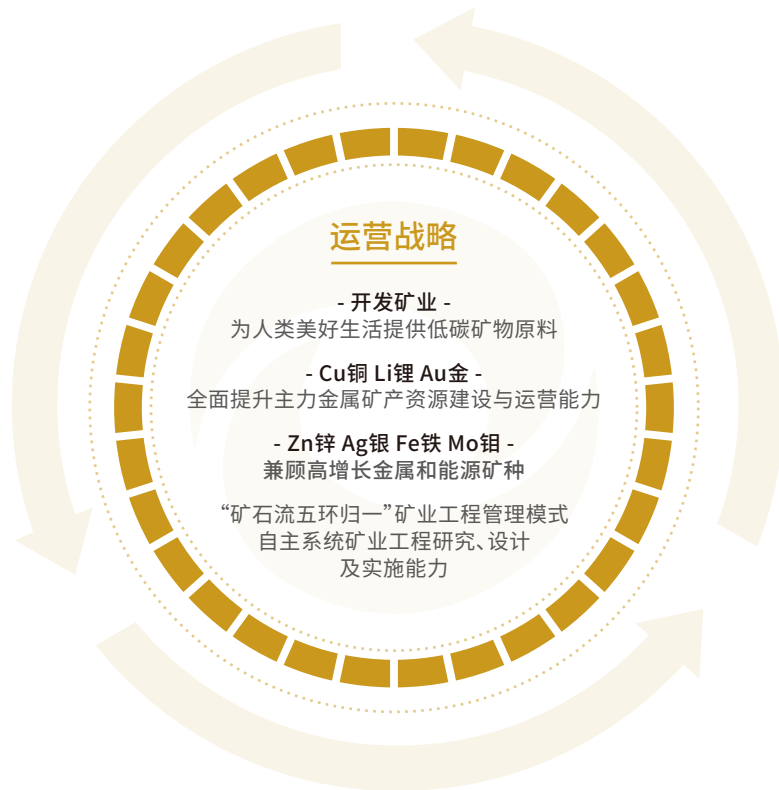 运营战略
- 开发矿业 -
为人类美好生活提供低碳矿物原料
- Cu铜 Li锂 Au金 -
全面提升主力金属矿产资源建设与运营能力
- Zn锌 Ag银 Fe铁 Mo钼 -
兼顾高增长金属和能源矿种
“矿石流五环归一”矿业工程管理模式
自主系统矿业工程研究、设计
及实施能力